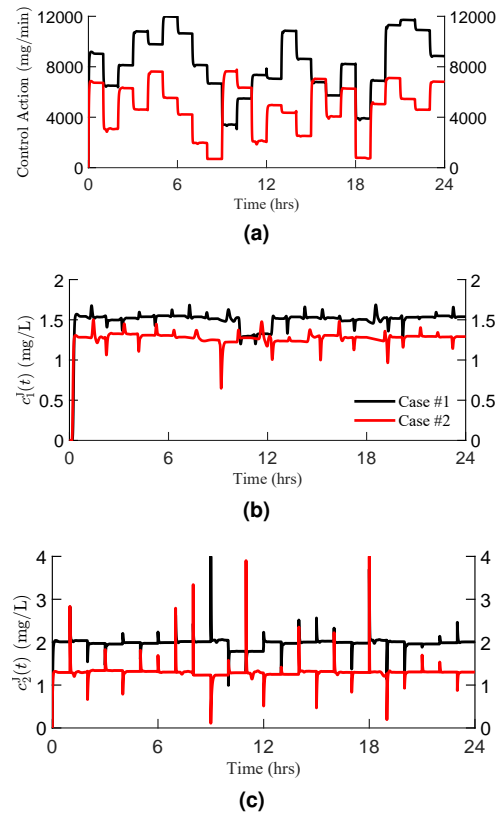 12000 12000
8000 8000
4000 4000
0 0
0 6 12 18 24
Control Action (mg/min)
Time (hrs)
(a)
2 2
1.5 1.5
1 1
0.5 0.5
0 0
0 6 12 18 24
c₁ᴶ(t) (mg/L)
Case #1
Case #2
Time (hrs)
(b)
4 4
3 3
2 2
1 1
0 0
0 6 12 18 24
c₂ᴶ(t) (mg/L)
Time (hrs)
(c)